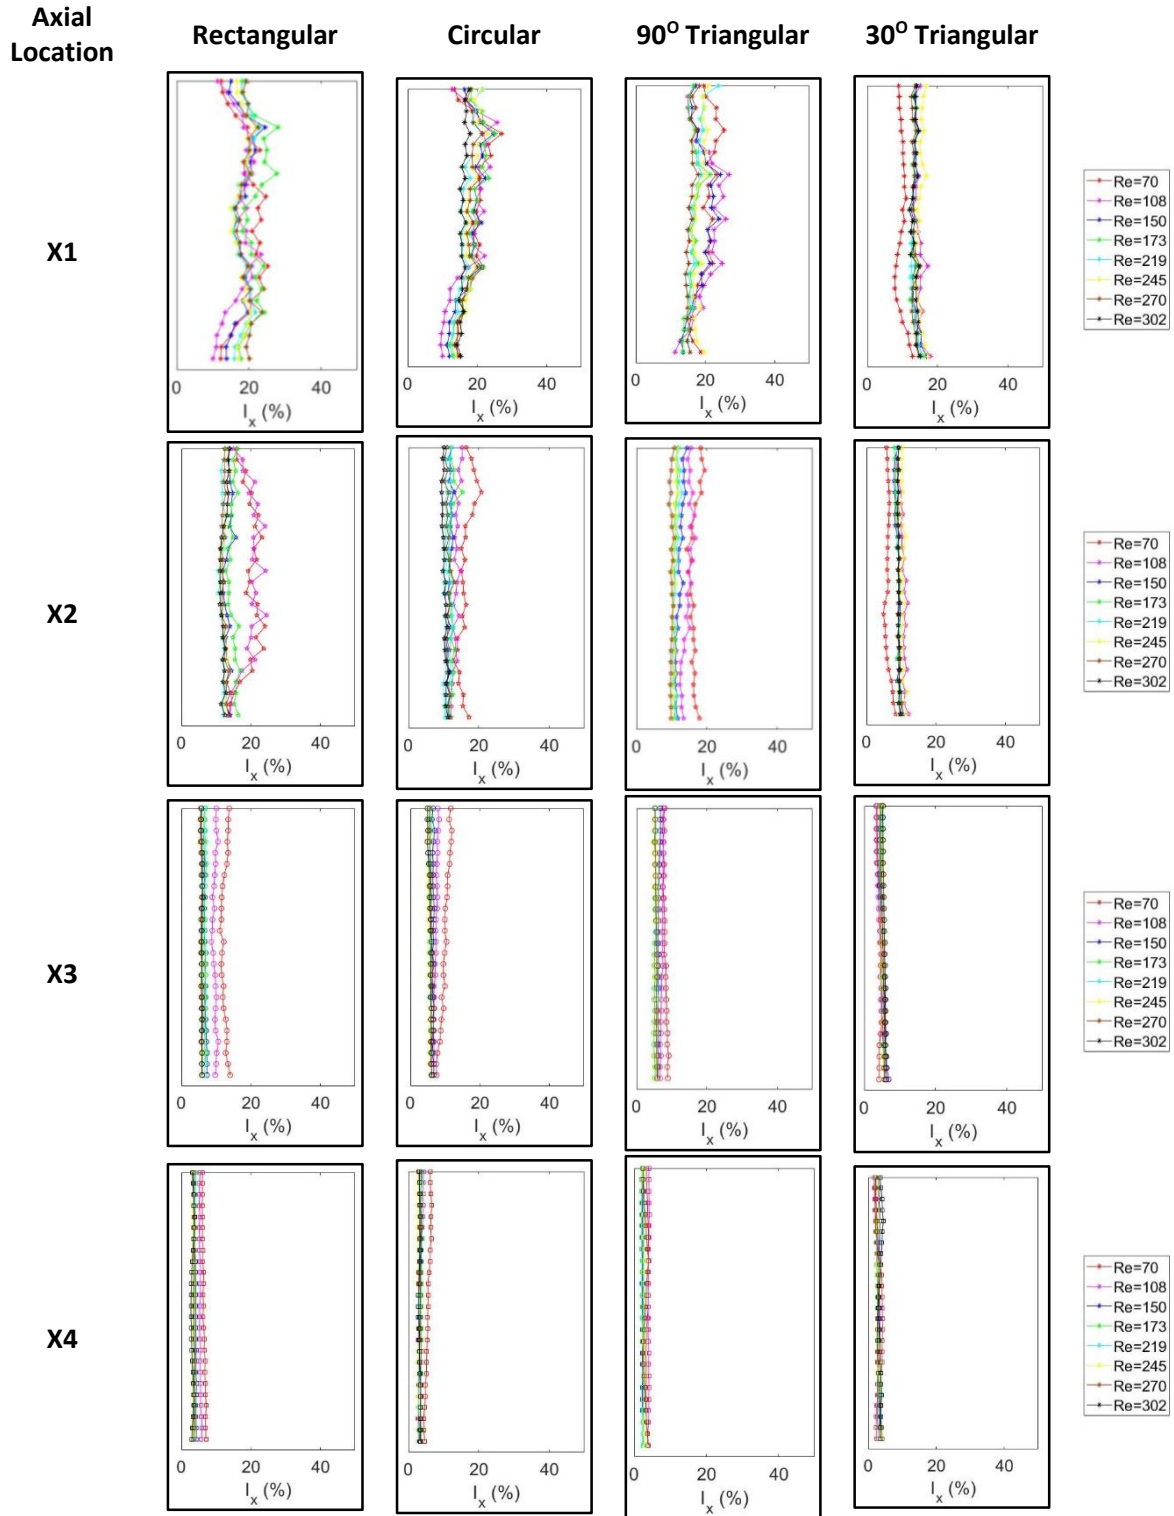 Axial
Location
Rectangular
Circular
90⁰ Triangular
30⁰ Triangular
X1
0 20 40
Iₓ (%)
0 20 40
Iₓ (%)
0 20 40
Iₓ (%)
0 20 40
Iₓ (%)
Re=70
Re=108
Re=150
Re=173
Re=219
Re=245
Re=270
Re=302
X2
0 20 40
Iₓ (%)
0 20 40
Iₓ (%)
0 20 40
Iₓ (%)
0 20 40
Iₓ (%)
Re=70
Re=108
Re=150
Re=173
Re=219
Re=245
Re=270
Re=302
X3
0 20 40
Iₓ (%)
0 20 40
Iₓ (%)
0 20 40
Iₓ (%)
0 20 40
Iₓ (%)
Re=70
Re=108
Re=150
Re=173
Re=219
Re=245
Re=270
Re=302
X4
0 20 40
Iₓ (%)
0 20 40
Iₓ (%)
0 20 40
Iₓ (%)
0 20 40
Iₓ (%)
Re=70
Re=108
Re=150
Re=173
Re=219
Re=245
Re=270
Re=302